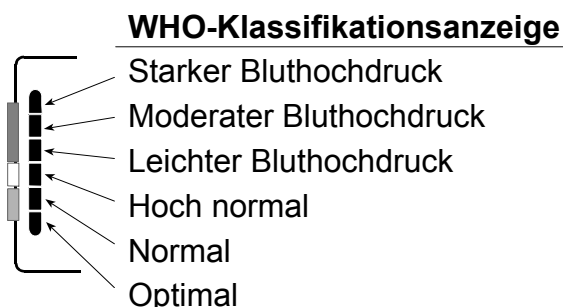 WHO-Klassifikationsanzeige
Starker Bluthochdruck
Moderater Bluthochdruck
Leichter Bluthochdruck
Hoch normal
Normal
Optimal